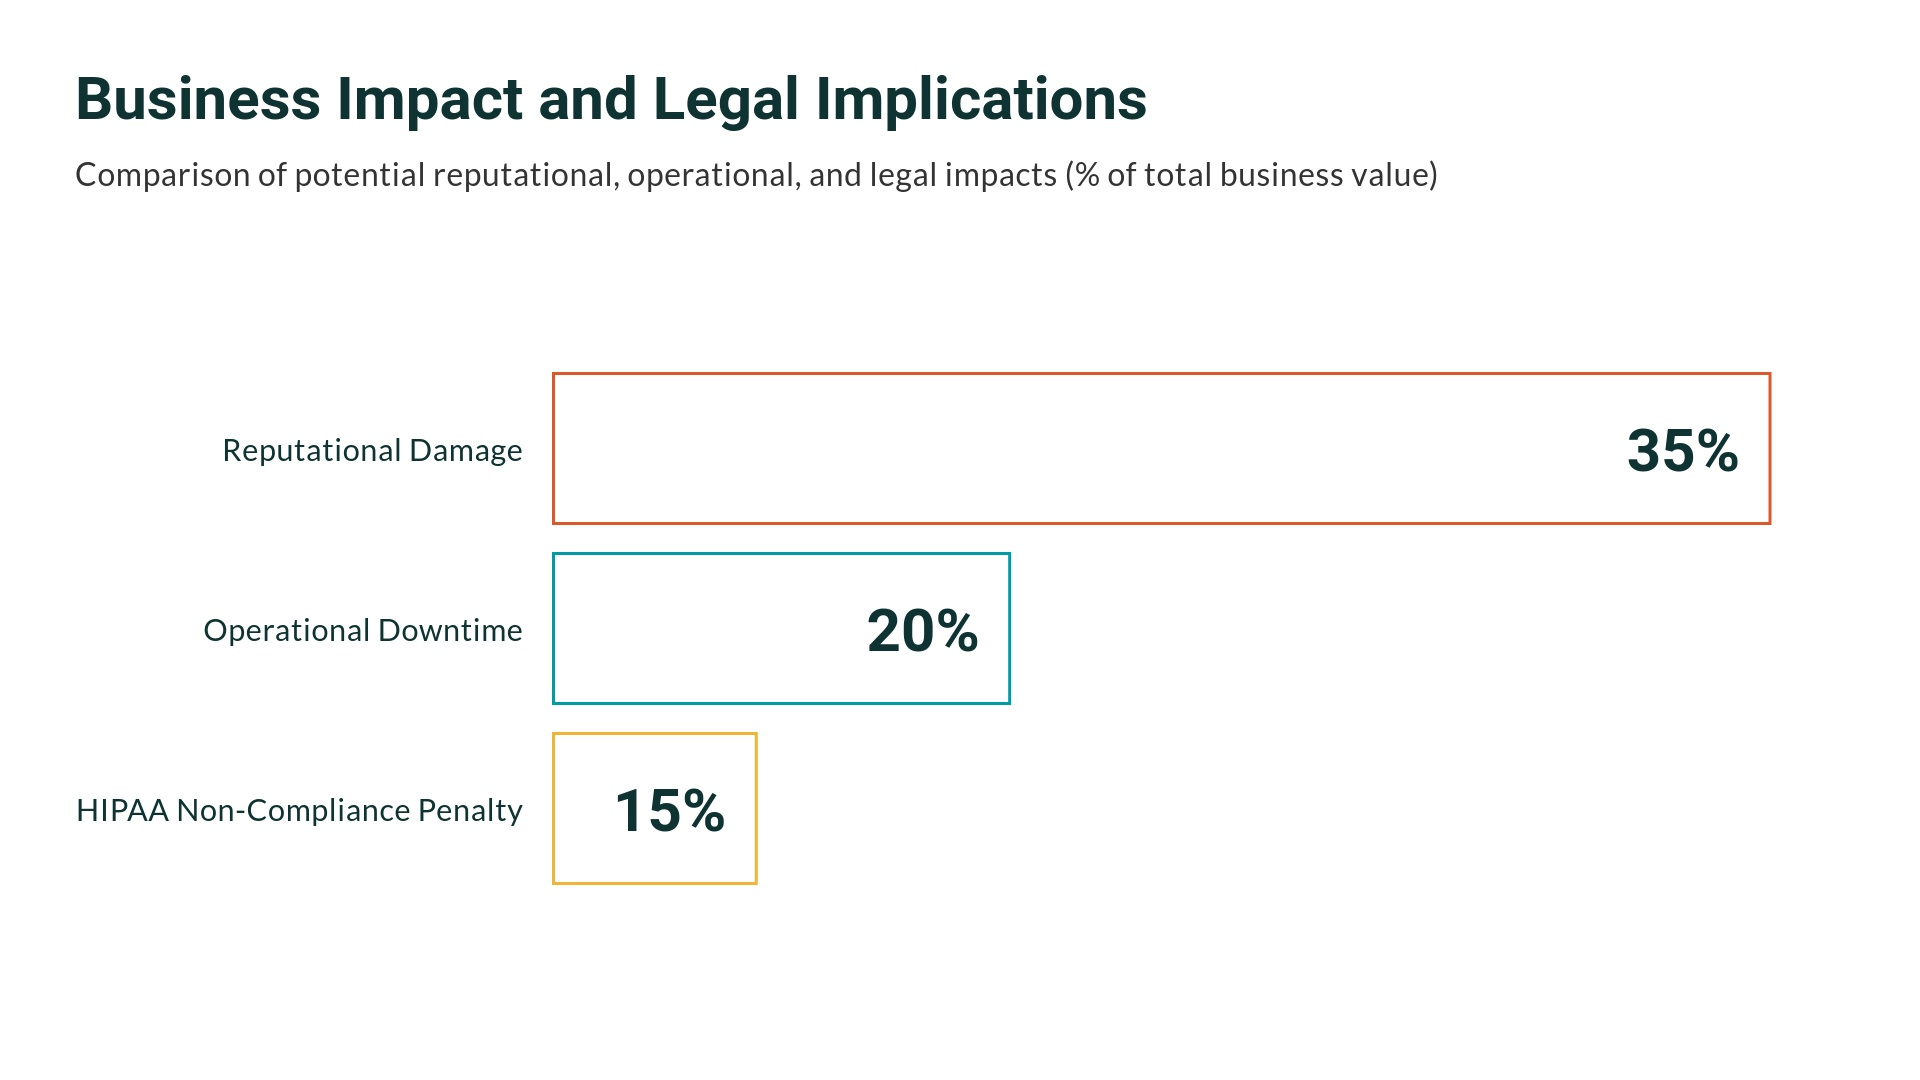 Business Impact and Legal Implications
Comparison of potential reputational, operational, and legal impacts (% of total business value)
Reputational Damage
35%
Operational Downtime
20%
HIPAA Non-Compliance Penalty
15%